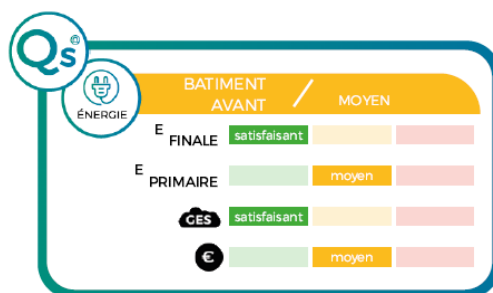 Qs@
ÉNERGIE
BATIMENT
AVANT / MOYEN
E FINALE satisfaisant
E PRIMAIRE moyen
GES satisfaisant
€ moyen